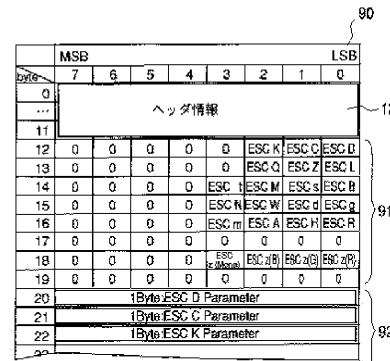 90
MSB LSB
byte 7 6 5 4 3 2 1 0
0
… ヘッダ情報
11
12 0 0 0 0 0 ESC K ESC C ESC D
13 0 0 0 0 0 ESC Q ESC Z ESC L
14 0 0 0 0 ESC t ESC M ESC s ESC B
15 0 0 0 0 ESC N ESC W ESC d ESC g
91
16 0 0 0 0 ESC m ESC A ESC H ESC R
17 0 0 0 0 0 0 0 0
18 0 0 0 0 ESC z(Mono) ESC z(B) ESC z(G) ESC z(R)
19 0 0 0 0 0 0 0 0
20 1Byte:ESC D Parameter
21 1Byte:ESC C Parameter
92
22 1Byte:ESC K Parameter